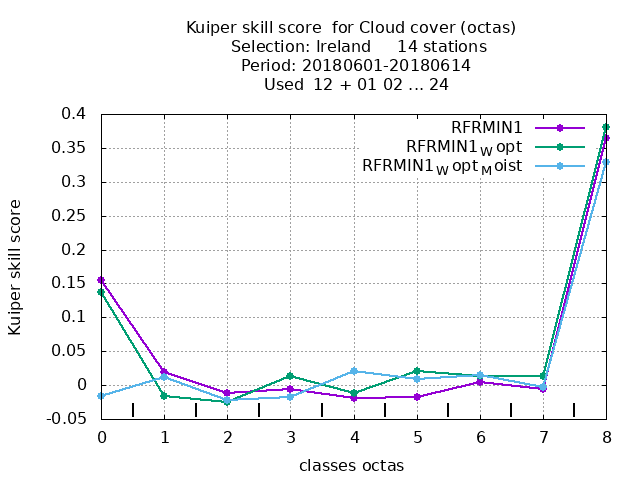 Kuiper skill score for Cloud cover (octas)
Selection: Ireland 14 stations
Period: 20180601-20180614
Used 12 + 01 02 ... 24
RFRMIN1
RFRMIN1Wopt
RFRMIN1WoptMoist
0.4
0.35
0.3
0.25
0.2
0.15
0.1
0.05
0
-0.05
Kuiper skill score
0 1 2 3 4 5 6 7 8
classes octas